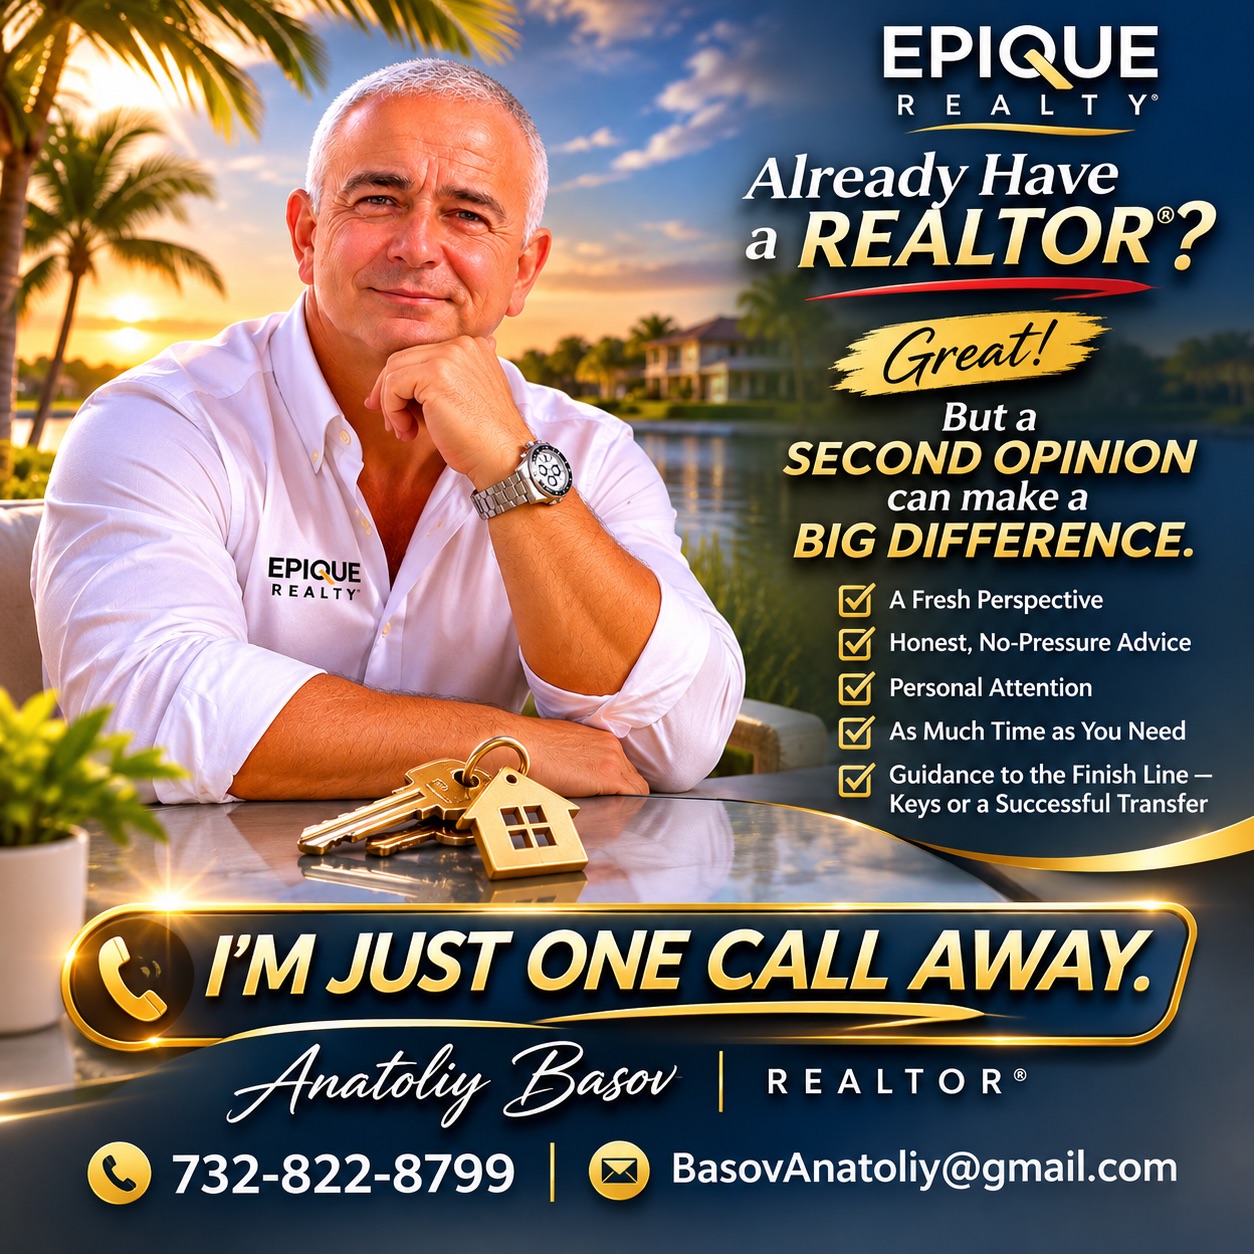 EPIQUE
REALTY®
Already Have
a REALTOR®?
Great!
But a
SECOND OPINION
can make a
BIG DIFFERENCE.
A Fresh Perspective
Honest, No-Pressure Advice
Personal Attention
As Much Time as You Need
Guidance to the Finish Line —
Keys or a Successful Transfer
EPIQUE
REALTY
I'M JUST ONE CALL AWAY.
Anatoliy Basov | REALTOR®
732-822-8799 | BasovAnatoliy@gmail.com